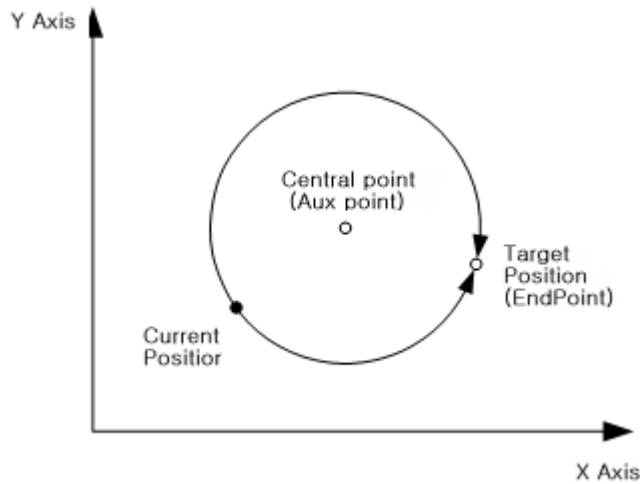 Y Axis
Central point
(Aux point)
Target
Position
(EndPoint)
Current
Positior
X Axis